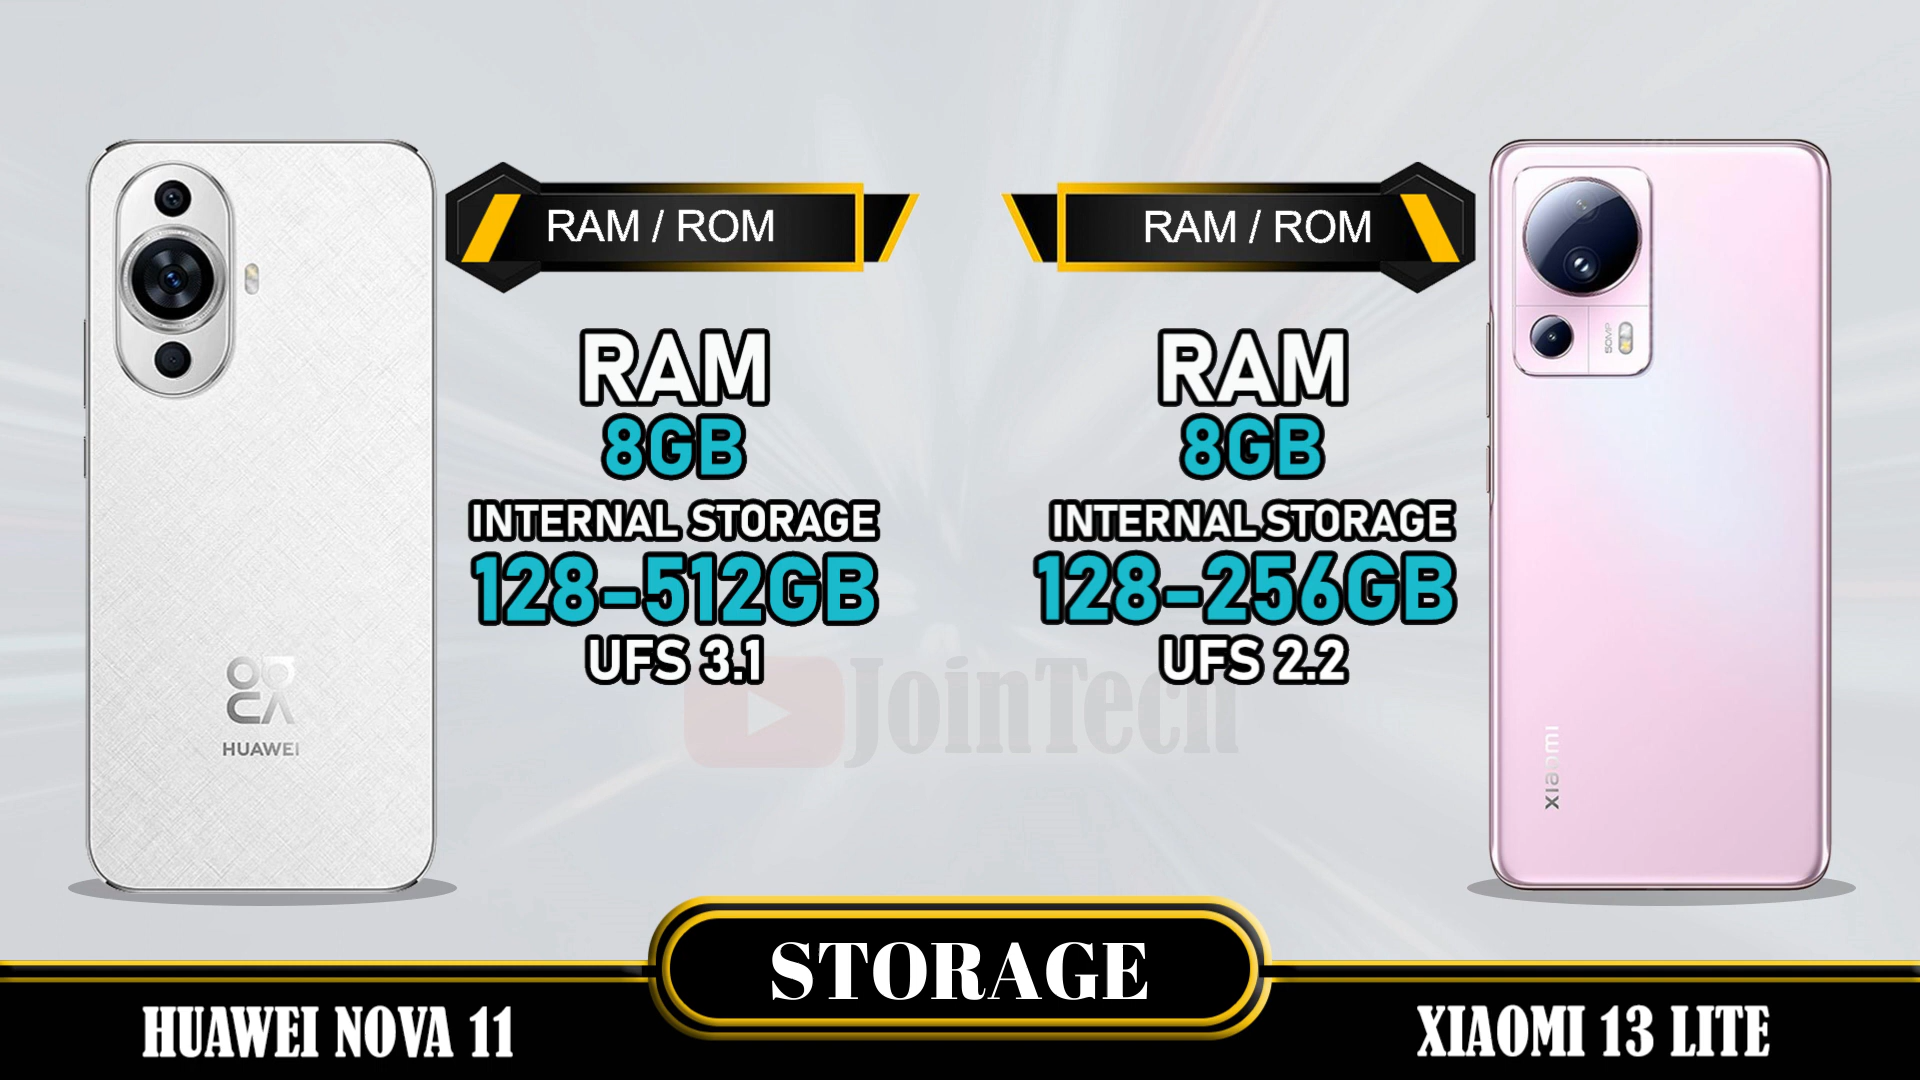 RAM / ROM
RAM
8GB
INTERNAL STORAGE
128-512GB
UFS 3.1
RAM / ROM
RAM
8GB
INTERNAL STORAGE
128-256GB
UFS 2.2
JoinTech
HUAWEI
50MP
xiaomi
STORAGE
HUAWEI NOVA 11
XIAOMI 13 LITE